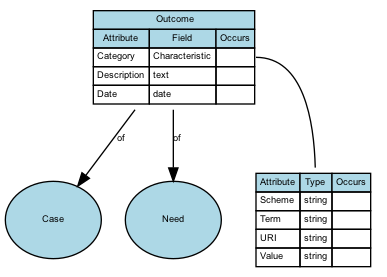 Outcome
Attribute Field Occurs
Category Characteristic
Description text
Date date
of of
Case Need
Attribute Type Occurs
Scheme string
Term string
URI string
Value string